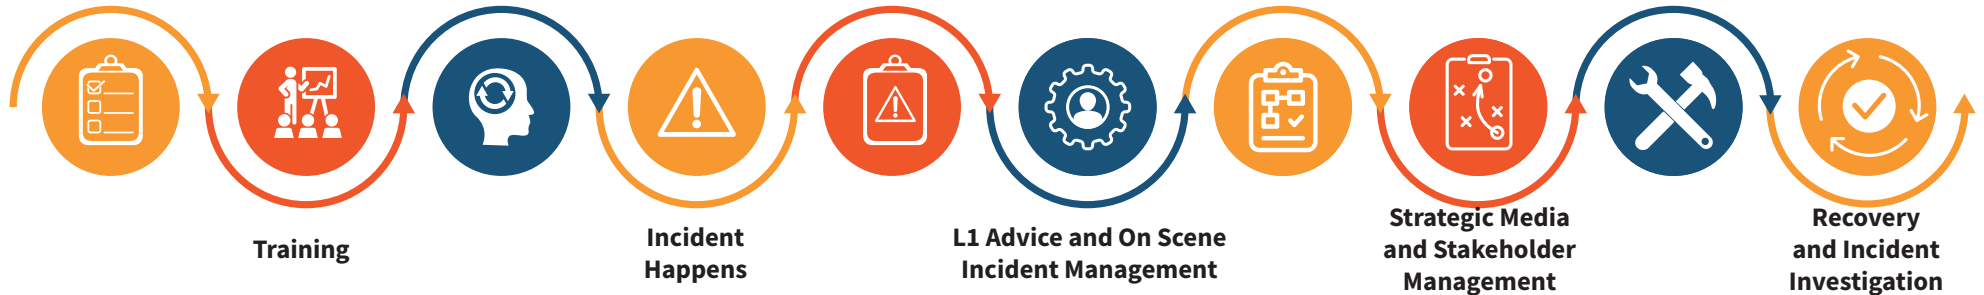 Training
Incident
Happens
L1 Advice and On Scene
Incident Management
Strategic Media
and Stakeholder
Management
Recovery
and Incident
Investigation